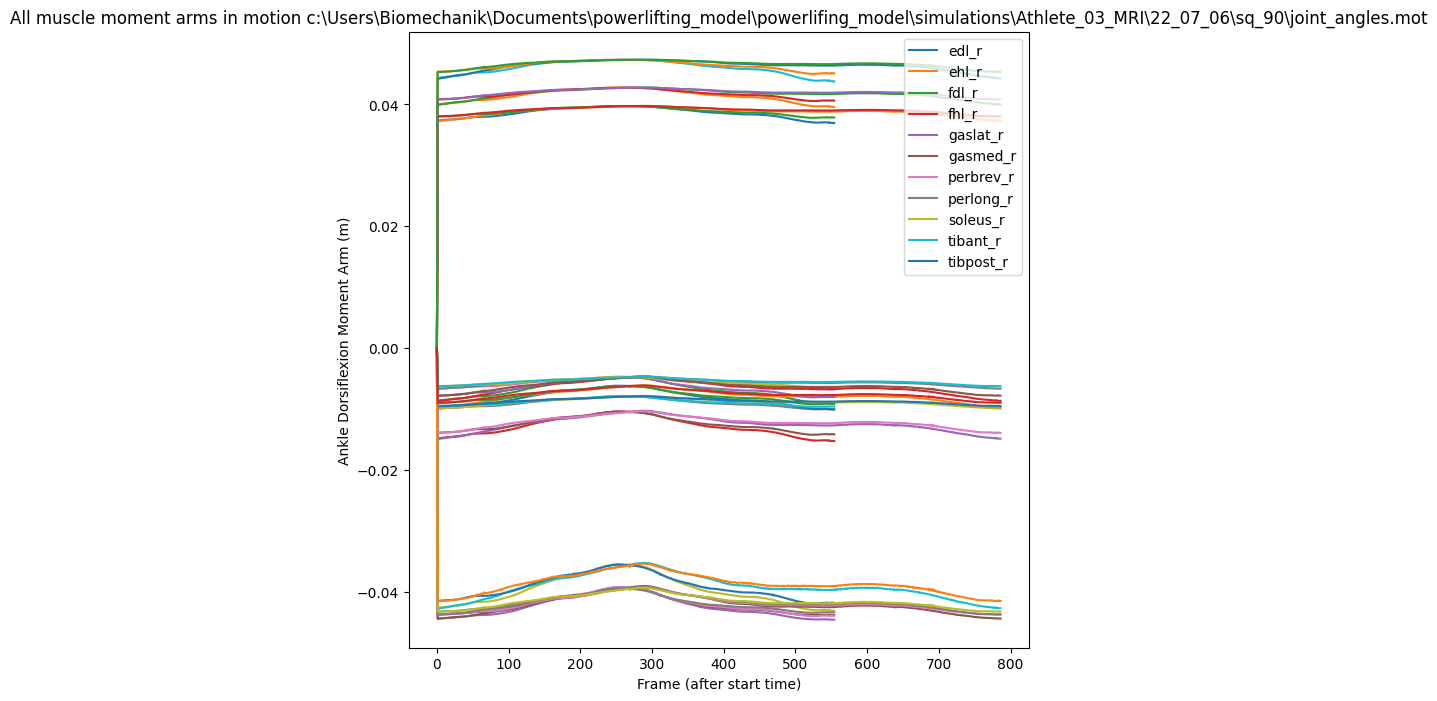 All muscle moment arms in motion c:\Users\Biomechanik\Documents\powerlifting_model\powerlifing_model\simulations\Athlete_03_MRI\22_07_06\sq_90\joint_angles.mot
edl_r
ehl_r
fdl_r
fhl_r
gaslat_r
gasmed_r
perbrev_r
perlong_r
soleus_r
tibant_r
tibpost_r
Ankle Dorsiflexion Moment Arm (m)
0.04
0.02
0.00
−0.02
−0.04
0 100 200 300 400 500 600 700 800
Frame (after start time)